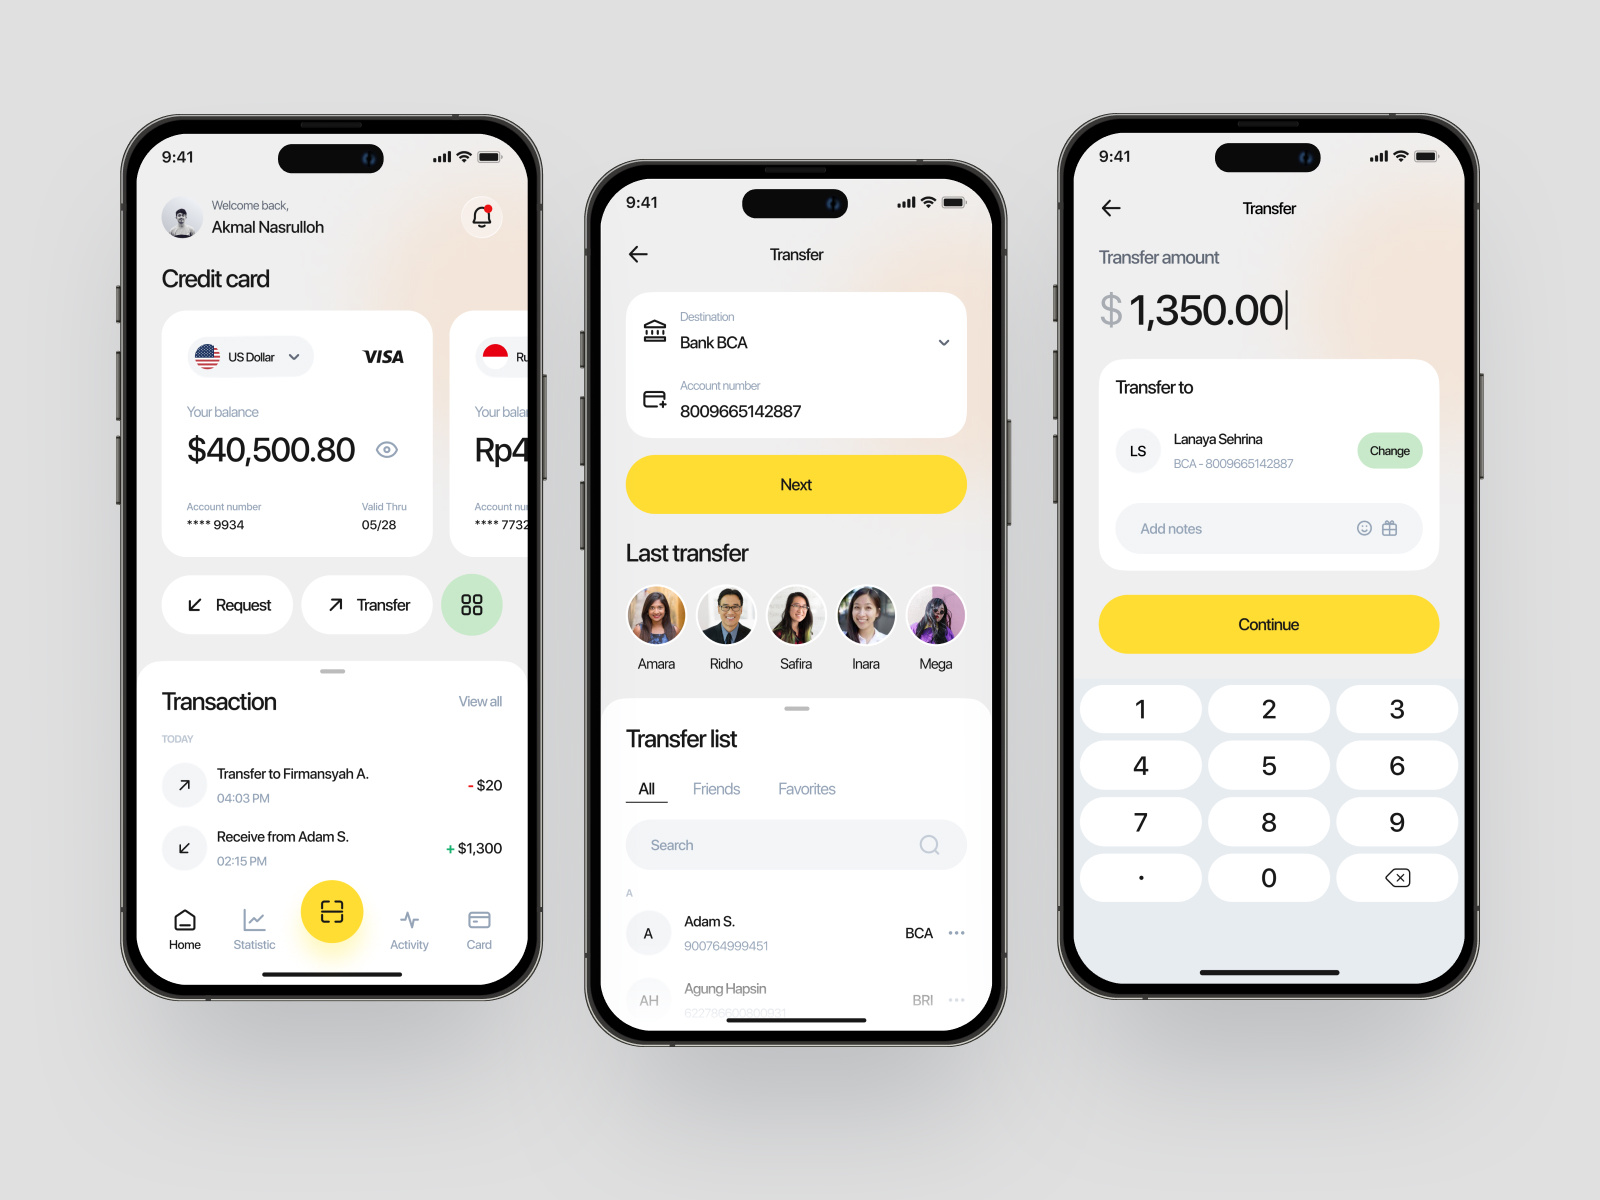 9:41
Welcome back,
Akmal Nasrulloh
Credit card
US Dollar
VISA
Your balance
$40,500.80
Account number
Valid Thru
**** 9934
05/28
Ru
Your balan
Rp4
Account nu
**** 7732
Request
Transfer
Transaction
View all
TODAY
Transfer to Firmansyah A.
04:03 PM
- $20
Receive from Adam S.
02:15 PM
+ $1,300
Home
Statistic
Activity
Card
9:41
Transfer
Destination
Bank BCA
Account number
8009665142887
Next
Last transfer
Amara
Ridho
Safira
Inara
Mega
Transfer list
All
Friends
Favorites
Search
A
A
Adam S.
900764999451
BCA
AH
Agung Hapsin
BRI
9:41
Transfer
Transfer amount
$ 1,350.00
Transfer to
LS
Lanaya Sehrina
BCA - 8009665142887
Change
Add notes
Continue
1
2
3
4
5
6
7
8
9
.
0